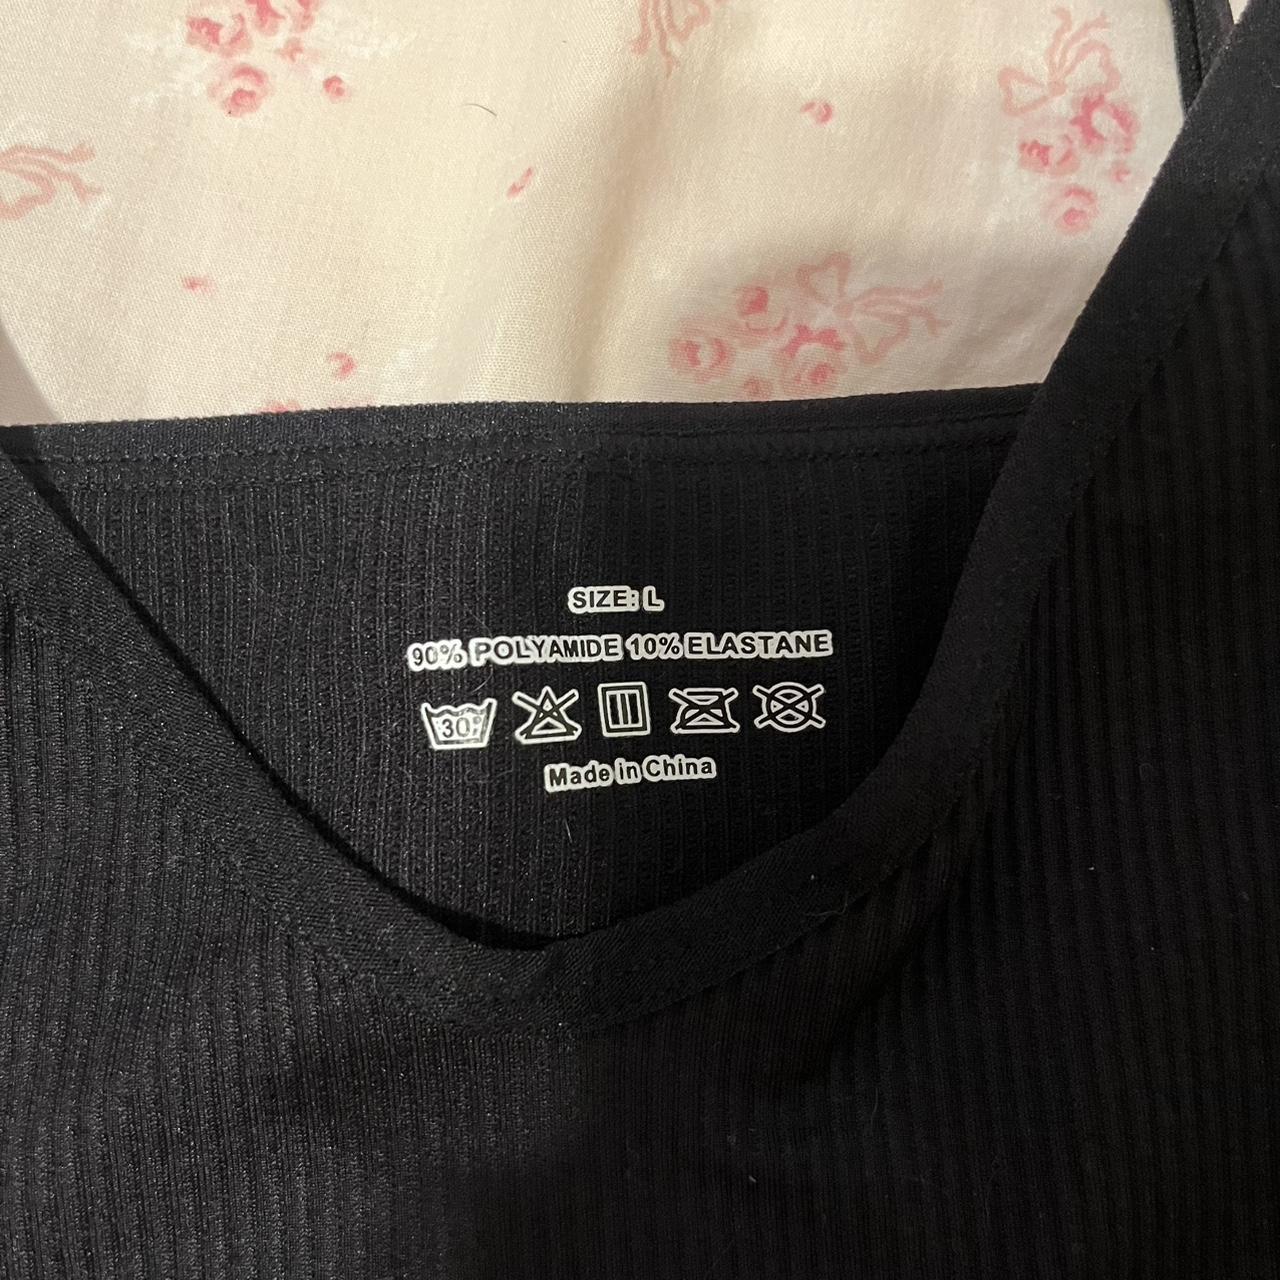 SIZE: L
90% POLYAMIDE 10% ELASTANE
30°
Made in China